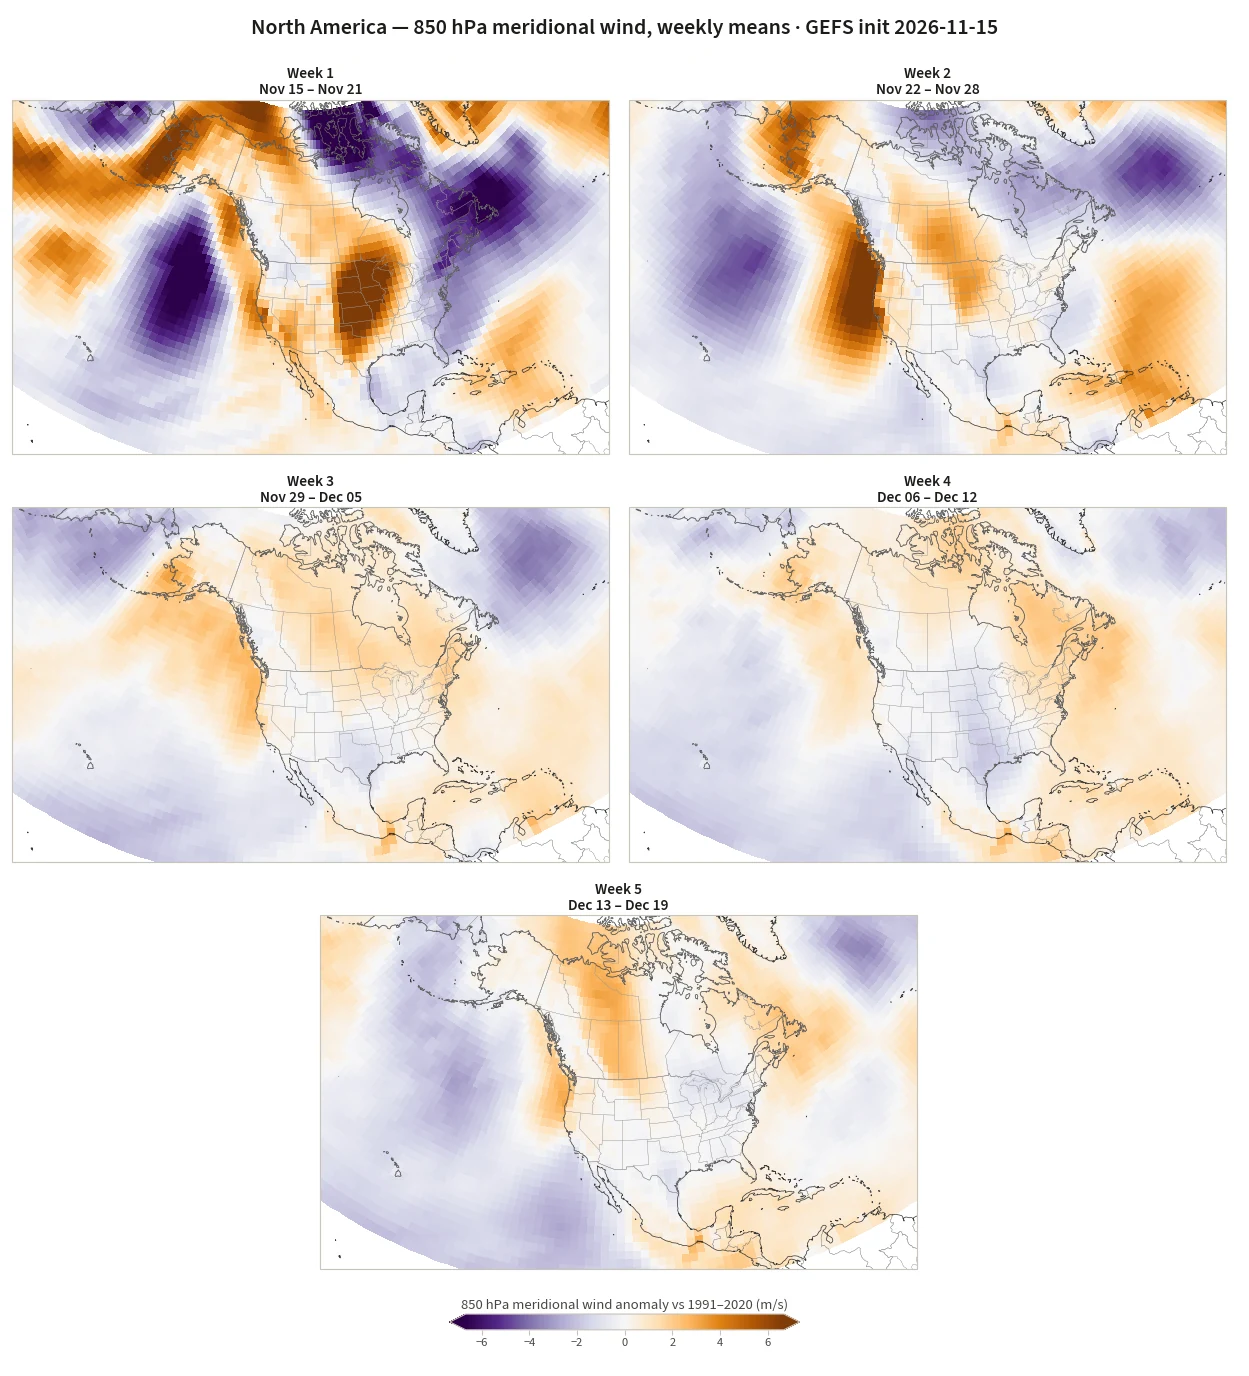 North America — 850 hPa meridional wind, weekly means · GEFS init 2026-11-15
Week 1
Nov 15 – Nov 21
Week 2
Nov 22 – Nov 28
Week 3
Nov 29 – Dec 05
Week 4
Dec 06 – Dec 12
Week 5
Dec 13 – Dec 19
850 hPa meridional wind anomaly vs 1991–2020 (m/s)
−6 −4 −2 0 2 4 6